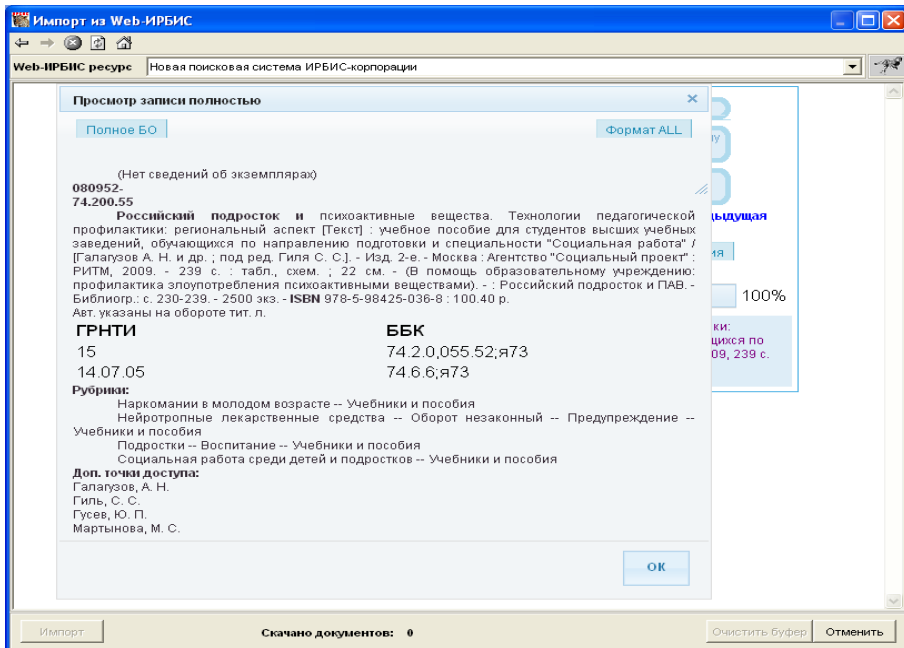 Импорт из Web-ИРБИС
Web-ИРБИС ресурс Новая поисковая система ИРБИС-корпорации
Просмотр записи полностью
Полное БО Формат ALL
(Нет сведений об экземплярах)
080952-
74.200.55
Российский подросток и психоактивные вещества. Технологии педагогической
профилактики: региональный аспект [Текст] : учебное пособие для студентов высших учебных
заведений, обучающихся по направлению подготовки и специальности "Социальная работа" /
[Галагузов А. Н. и др. ; под ред. Гиля С. С.]. - Изд. 2-е. - Москва : Агентство "Социальный проект" :
РИТМ, 2009. - 239 с. : табл., схем. ; 22 см. - (В помощь образовательному учреждению:
профилактика злоупотребления психоактивными веществами). - : Российский подросток и ПАВ. -
Библиогр.: с. 230-239. - 2500 экз. - ISBN 978-5-98425-036-8 : 100.40 р.
Авт. указаны на обороте тит. л.
ГРНТИ ББК
15 74.2.0,055.52;я73
14.07.05 74.6.6;я73
Рубрики:
Наркомании в молодом возрасте -- Учебники и пособия
Нейротропные лекарственные средства -- Оборот незаконный -- Предупреждение --
Учебники и пособия
Подростки -- Воспитание -- Учебники и пособия
Социальная работа среди детей и подростков -- Учебники и пособия
Доп. точки доступа:
Галагузов, А. Н.
Гиль, С. С.
Гусев, Ю. П.
Мартынова, М. С.
OK
ыдущая
ия
100%
ки:
щихся по
09, 239 с.
Импорт Скачано документов: 0 Очистить буфер Отменить